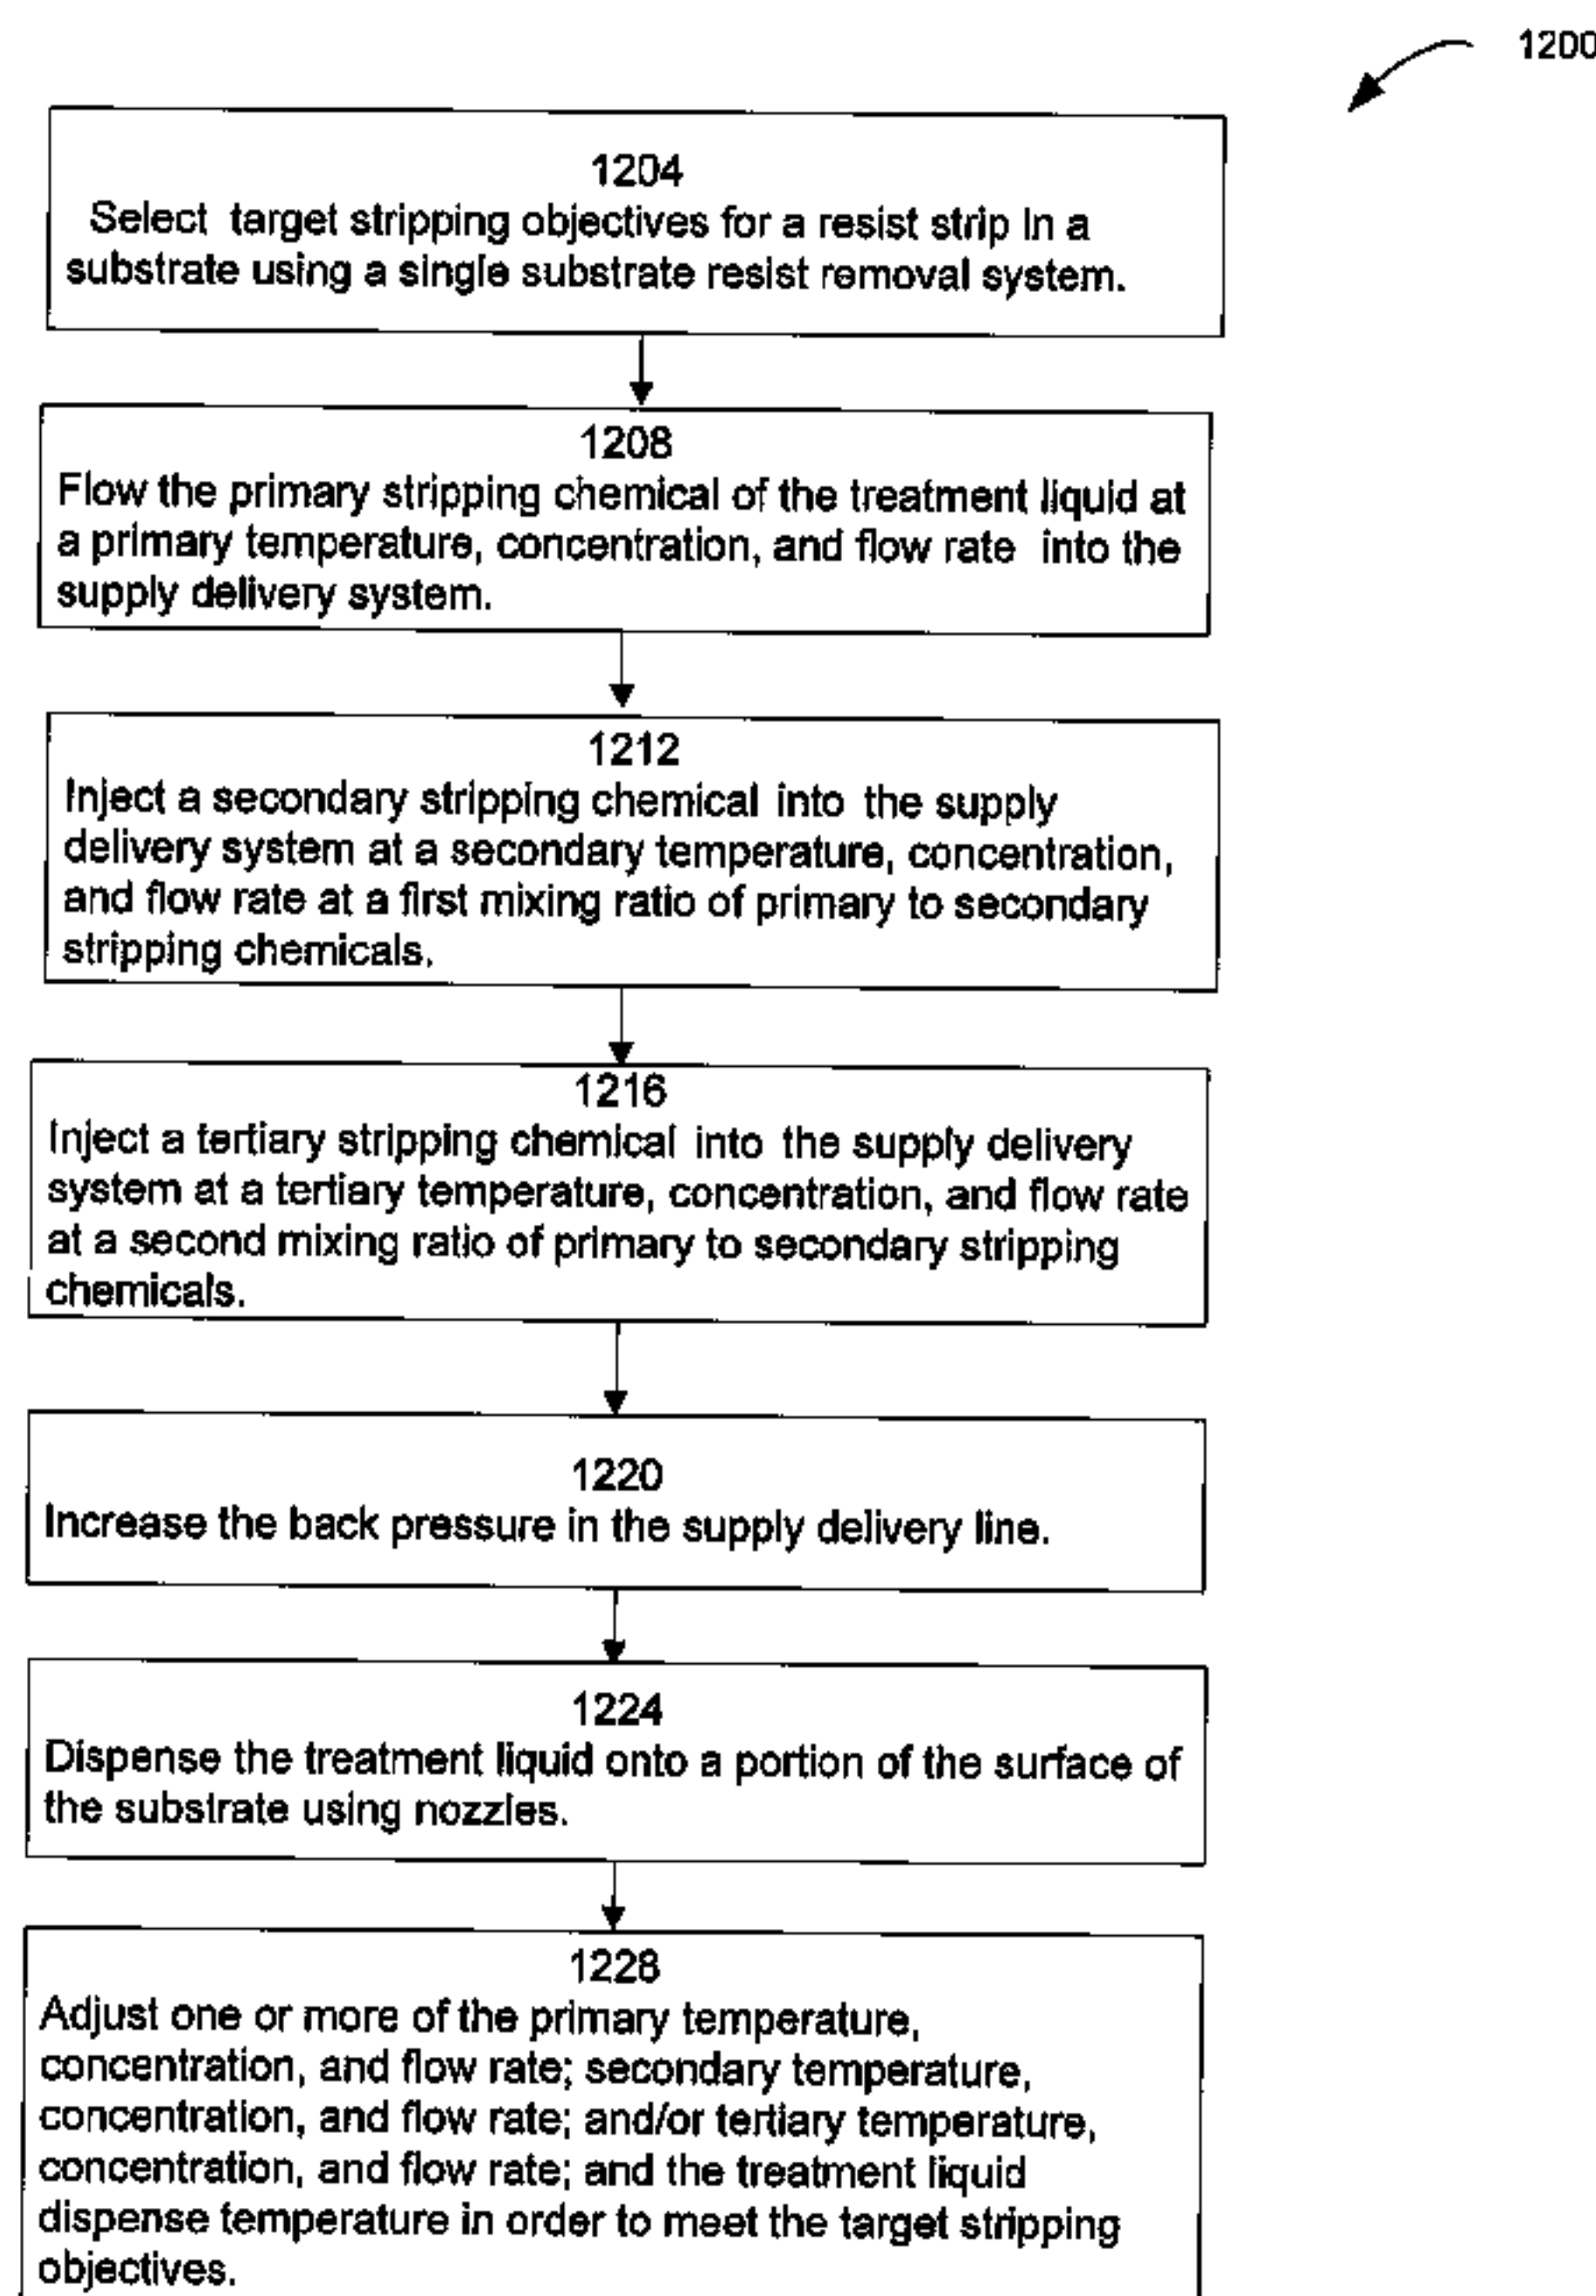 1200
1204
Select target stripping objectives for a resist strip in a
substrate using a single substrate resist removal system.
1208
Flow the primary stripping chemical of the treatment liquid at
a primary temperature, concentration, and flow rate into the
supply delivery system.
1212
Inject a secondary stripping chemical into the supply
delivery system at a secondary temperature, concentration,
and flow rate at a first mixing ratio of primary to secondary
stripping chemicals.
1216
Inject a tertiary stripping chemical into the supply delivery
system at a tertiary temperature, concentration, and flow rate
at a second mixing ratio of primary to secondary stripping
chemicals.
1220
Increase the back pressure in the supply delivery line.
1224
Dispense the treatment liquid onto a portion of the surface of
the substrate using nozzles.
1228
Adjust one or more of the primary temperature,
concentration, and flow rate; secondary temperature,
concentration, and flow rate; and/or tertiary temperature,
concentration, and flow rate; and the treatment liquid
dispense temperature in order to meet the target stripping
objectives.